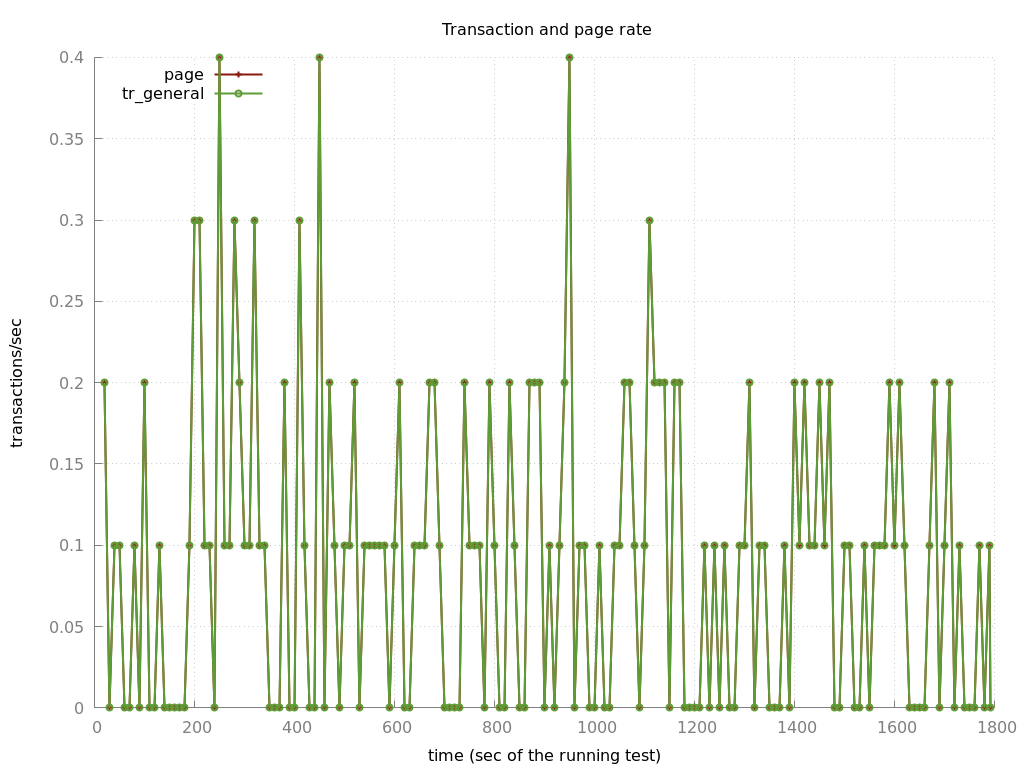 Transaction and page rate
page
tr_general
0.4
0.35
0.3
0.25
0.2
0.15
0.1
0.05
0
transactions/sec
0 200 400 600 800 1000 1200 1400 1600 1800
time (sec of the running test)